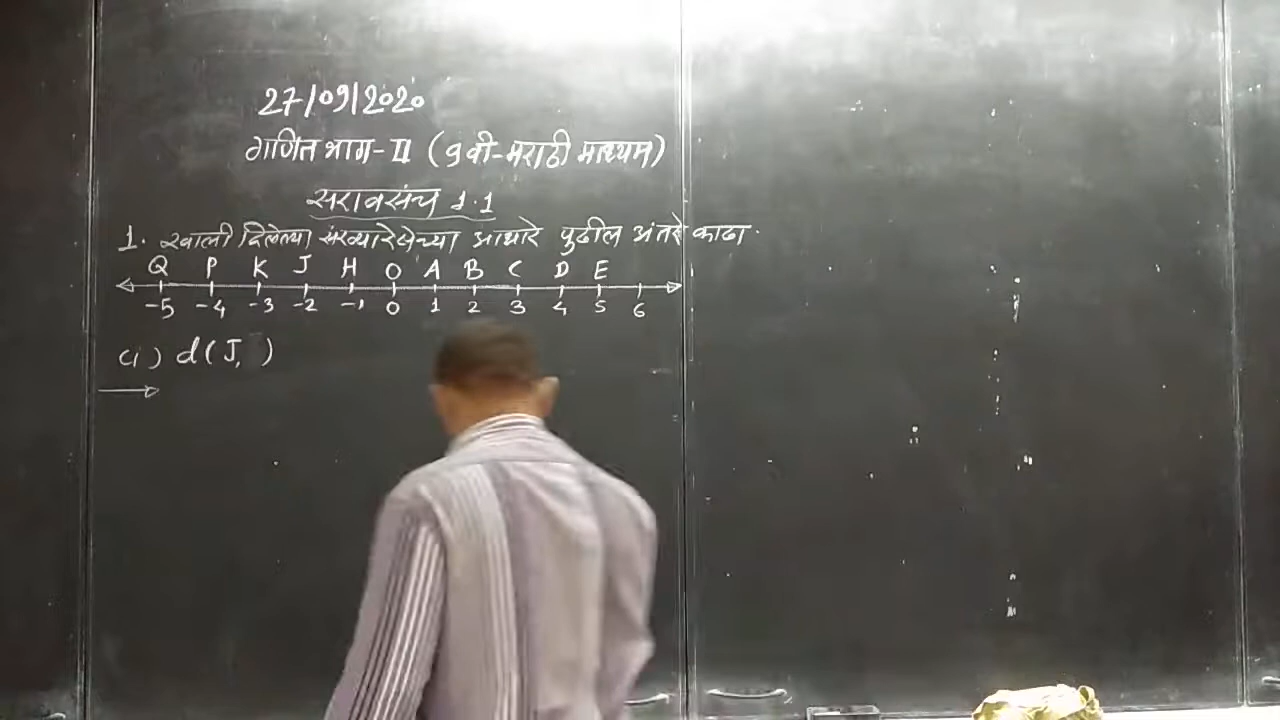 27/09/2020
गणित भाग-II (9वी-मराठी माध्यम)
सरावसंच 1.1
1. खाली दिलेल्या संख्यारेषेच्या आधारे पुढील अंतरे काढा.
Q P K J H O A B C D E
-5 -4 -3 -2 -1 0 1 2 3 4 5 6
(i) d(J, )